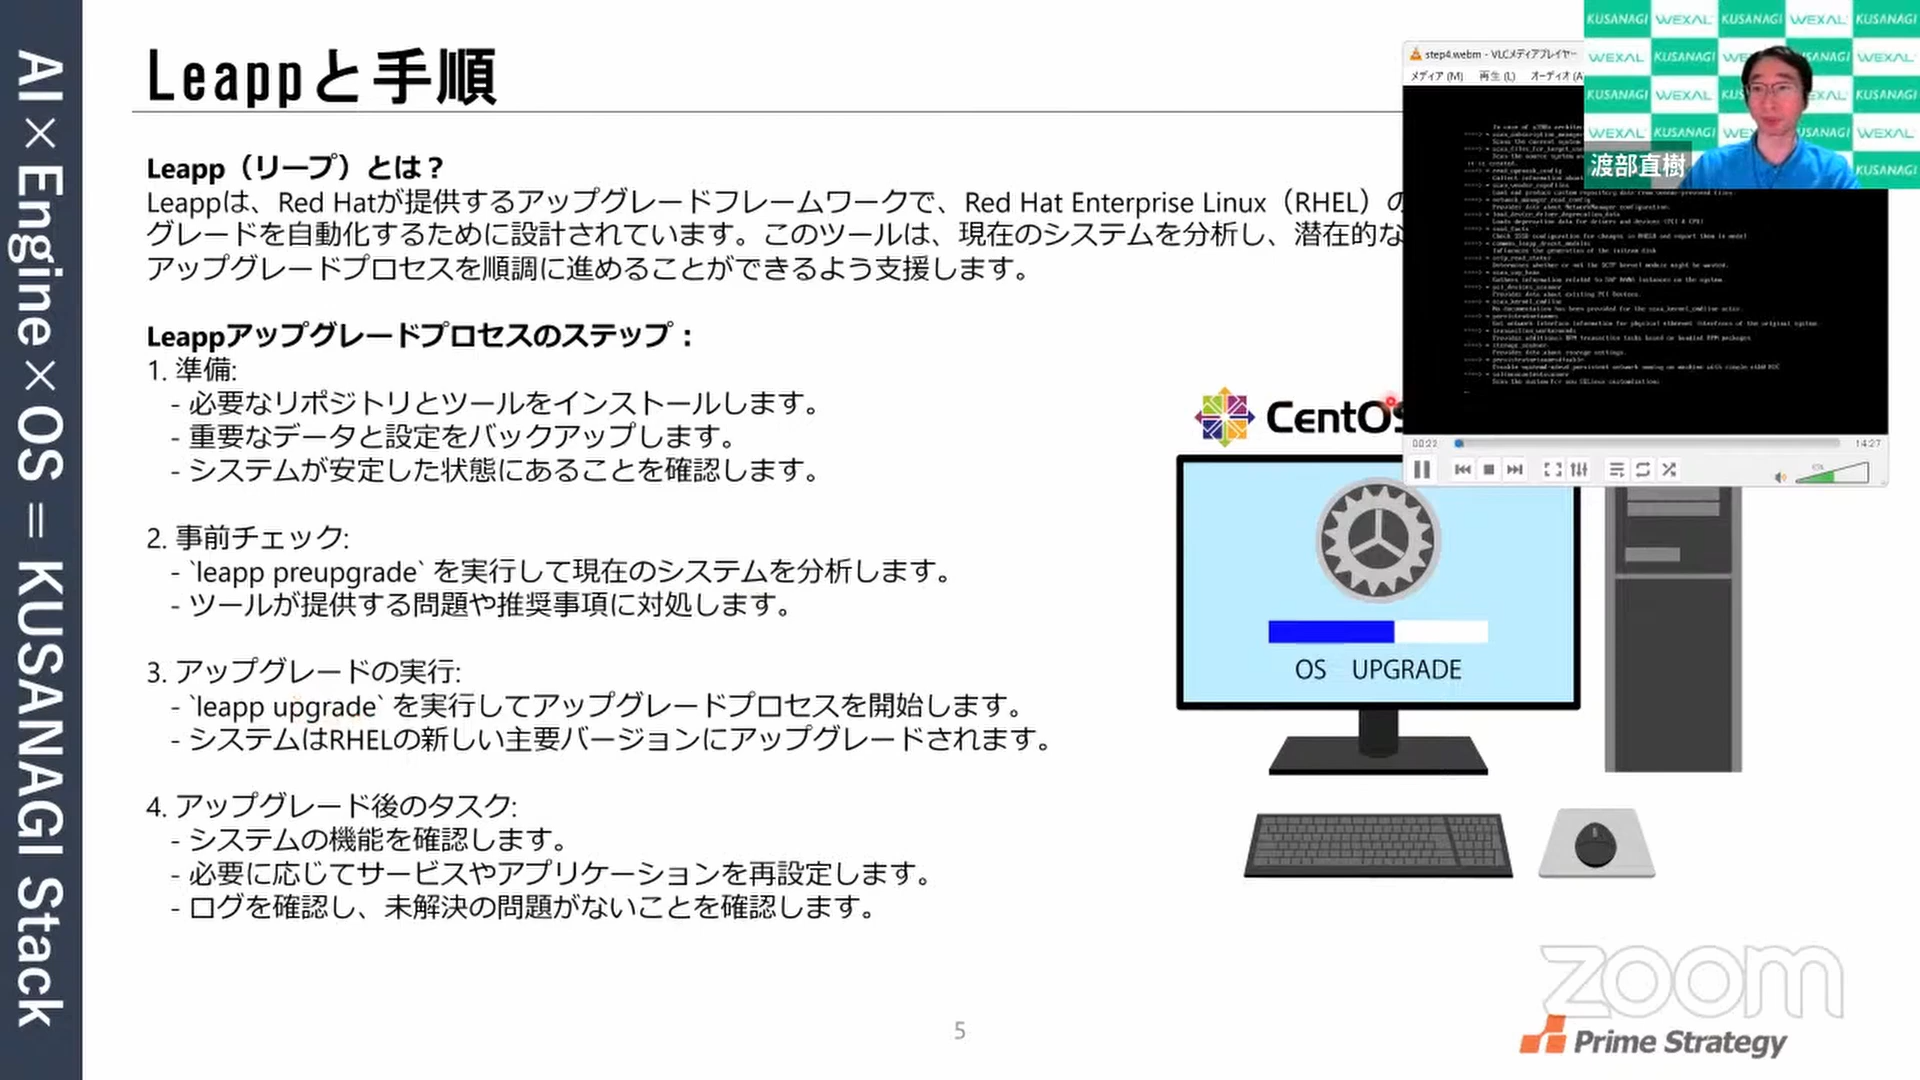 AI × Engine × OS = KUSANAGI Stack
Leappと手順
Leapp（リープ）とは？
Leappは、Red Hatが提供するアップグレードフレームワークで、Red Hat Enterprise Linux（RHEL）の
グレードを自動化するために設計されています。このツールは、現在のシステムを分析し、潜在的な
アップグレードプロセスを順調に進めることができるよう支援します。
Leappアップグレードプロセスのステップ：
1. 準備:
- 必要なリポジトリとツールをインストールします。
- 重要なデータと設定をバックアップします。
- システムが安定した状態にあることを確認します。
2. 事前チェック:
- `leapp preupgrade` を実行して現在のシステムを分析します。
- ツールが提供する問題や推奨事項に対処します。
3. アップグレードの実行:
- `leapp upgrade` を実行してアップグレードプロセスを開始します。
- システムはRHELの新しい主要バージョンにアップグレードされます。
4. アップグレード後のタスク:
- システムの機能を確認します。
- 必要に応じてサービスやアプリケーションを再設定します。
- ログを確認し、未解決の問題がないことを確認します。
CentOS
OS UPGRADE
step4.webm - VLCメディアプレイヤー
メディア (M) 再生 (L) オーディオ (A
00:22
14:27
KUSANAGI WEXAL KUSANAGI WEXAL KUSANAGI
WEXAL KUSANAGI WEXAL
KUSANAGI WEXAL KUSANAGI
WEXAL KUSANAGI WEXAL
KUSANAGI
渡部直樹
zoom
Prime Strategy
5